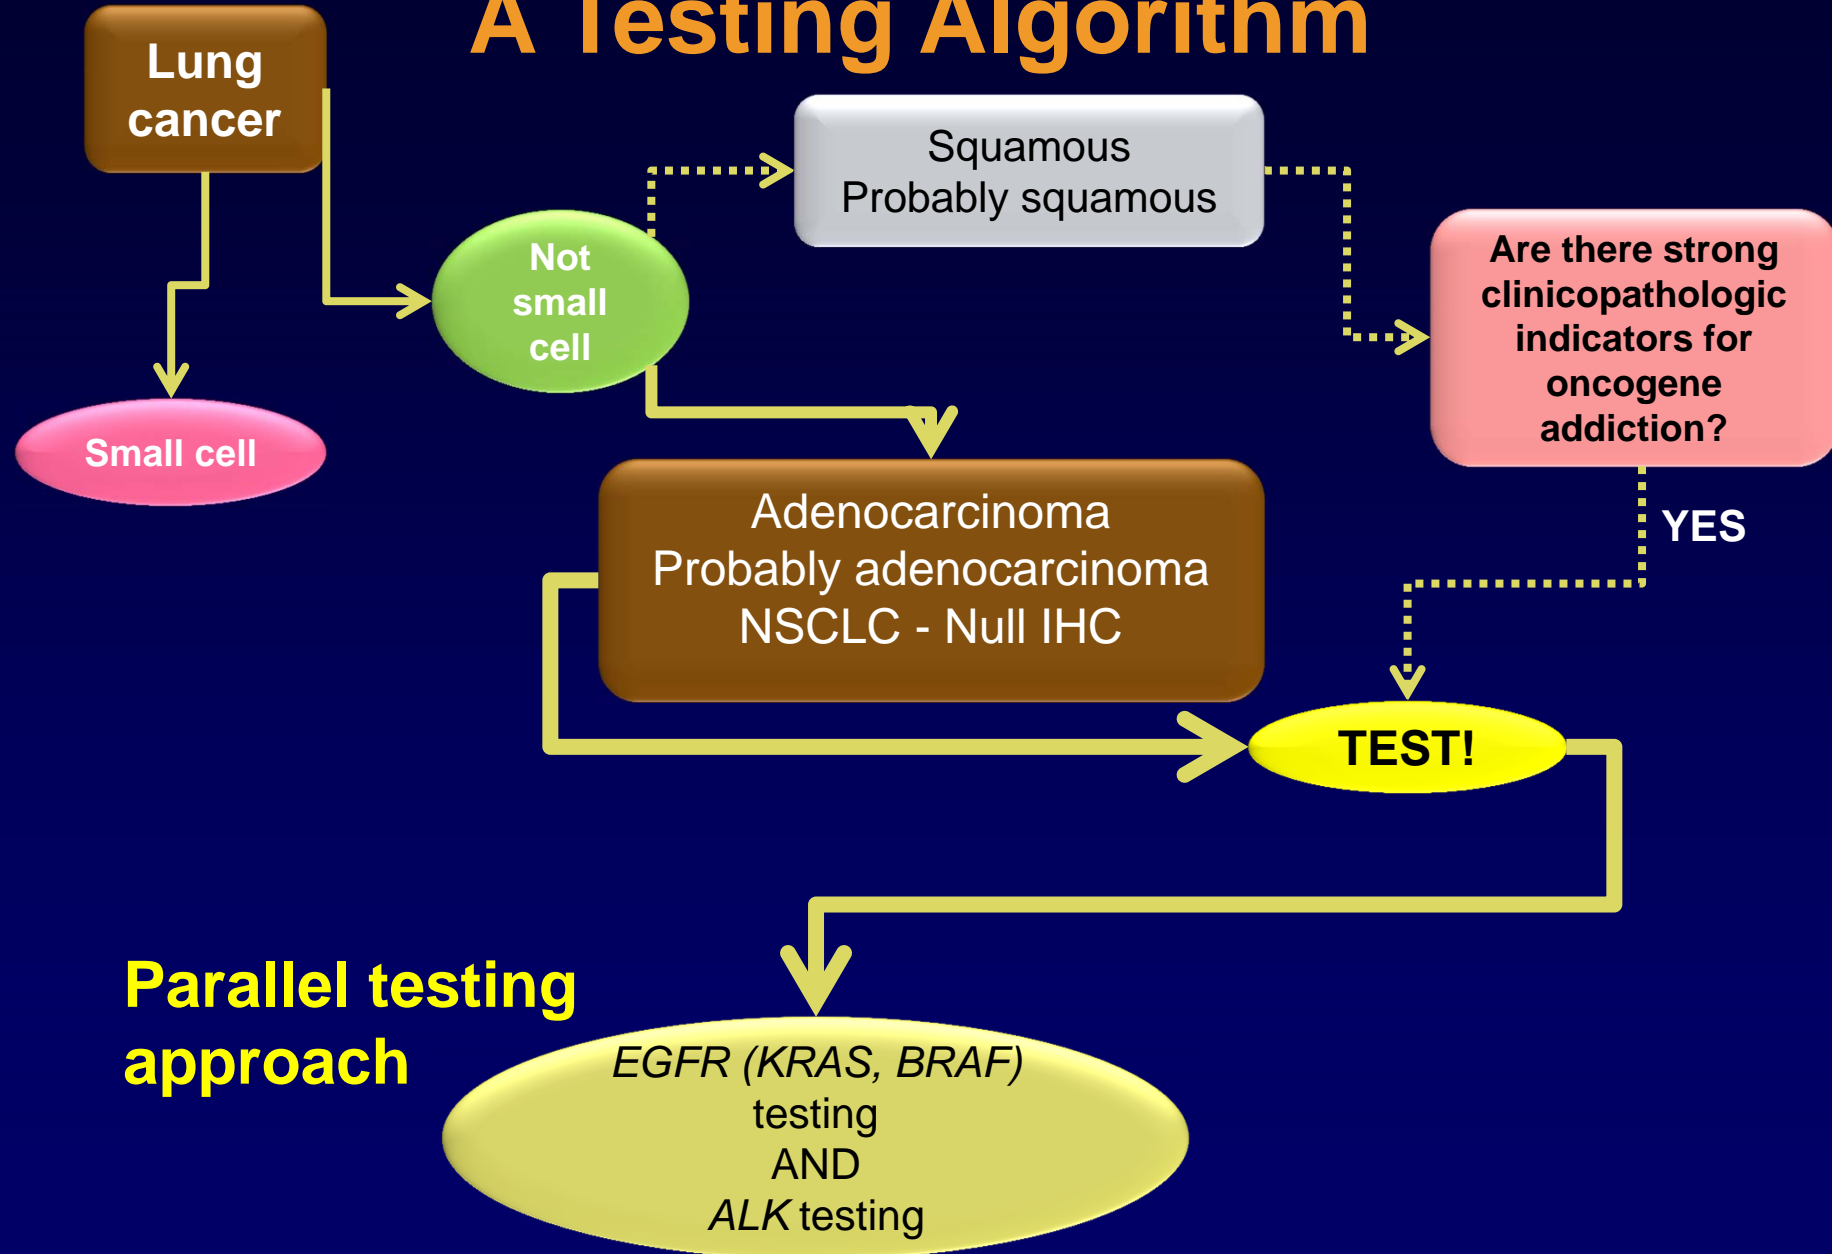 A Testing Algorithm
Lung
cancer
Squamous
Probably squamous
Not
small
cell
Are there strong
clinicopathologic
indicators for
oncogene
addiction?
Small cell
Adenocarcinoma
Probably adenocarcinoma
NSCLC - Null IHC
YES
TEST!
Parallel testing
approach
EGFR (KRAS, BRAF)
testing
AND
ALK testing